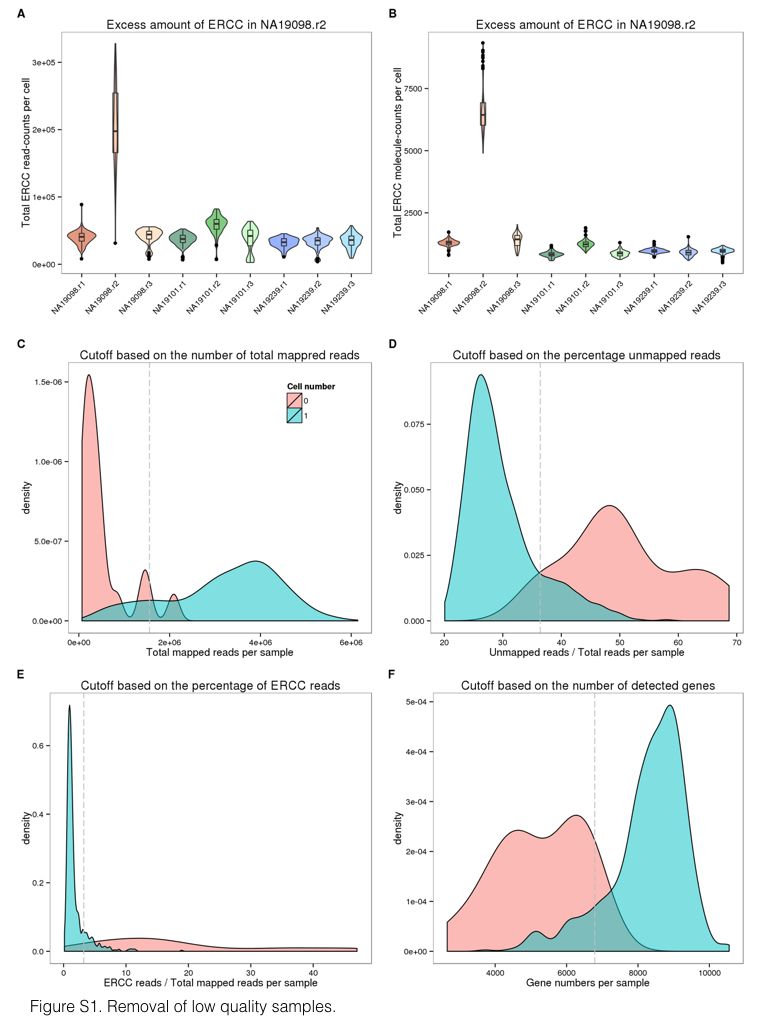 A
Excess amount of ERCC in NA19098.r2
Total ERCC read-counts per cell
3e+05
2e+05
1e+05
0e+00
NA19098.r1
NA19098.r2
NA19098.r3
NA19101.r1
NA19101.r2
NA19101.r3
NA19239.r1
NA19239.r2
NA19239.r3
B
Excess amount of ERCC in NA19098.r2
Total ERCC molecule-counts per cell
7500
5000
2500
NA19098.r1
NA19098.r2
NA19098.r3
NA19101.r1
NA19101.r2
NA19101.r3
NA19239.r1
NA19239.r2
NA19239.r3
C
Cutoff based on the number of total mappred reads
density
1.5e-06
1.0e-06
5.0e-07
0.0e+00
Cell number
0
1
0e+00 2e+06 4e+06 6e+06
Total mapped reads per sample
D
Cutoff based on the percentage unmapped reads
density
0.075
0.050
0.025
0.000
20 30 40 50 60 70
Unmapped reads / Total reads per sample
E
Cutoff based on the percentage of ERCC reads
density
0.6
0.4
0.2
0.0
0 10 20 30 40
ERCC reads / Total mapped reads per sample
F
Cutoff based on the number of detected genes
density
5e-04
4e-04
3e-04
2e-04
1e-04
0e+00
4000 6000 8000 10000
Gene numbers per sample
Figure S1. Removal of low quality samples.